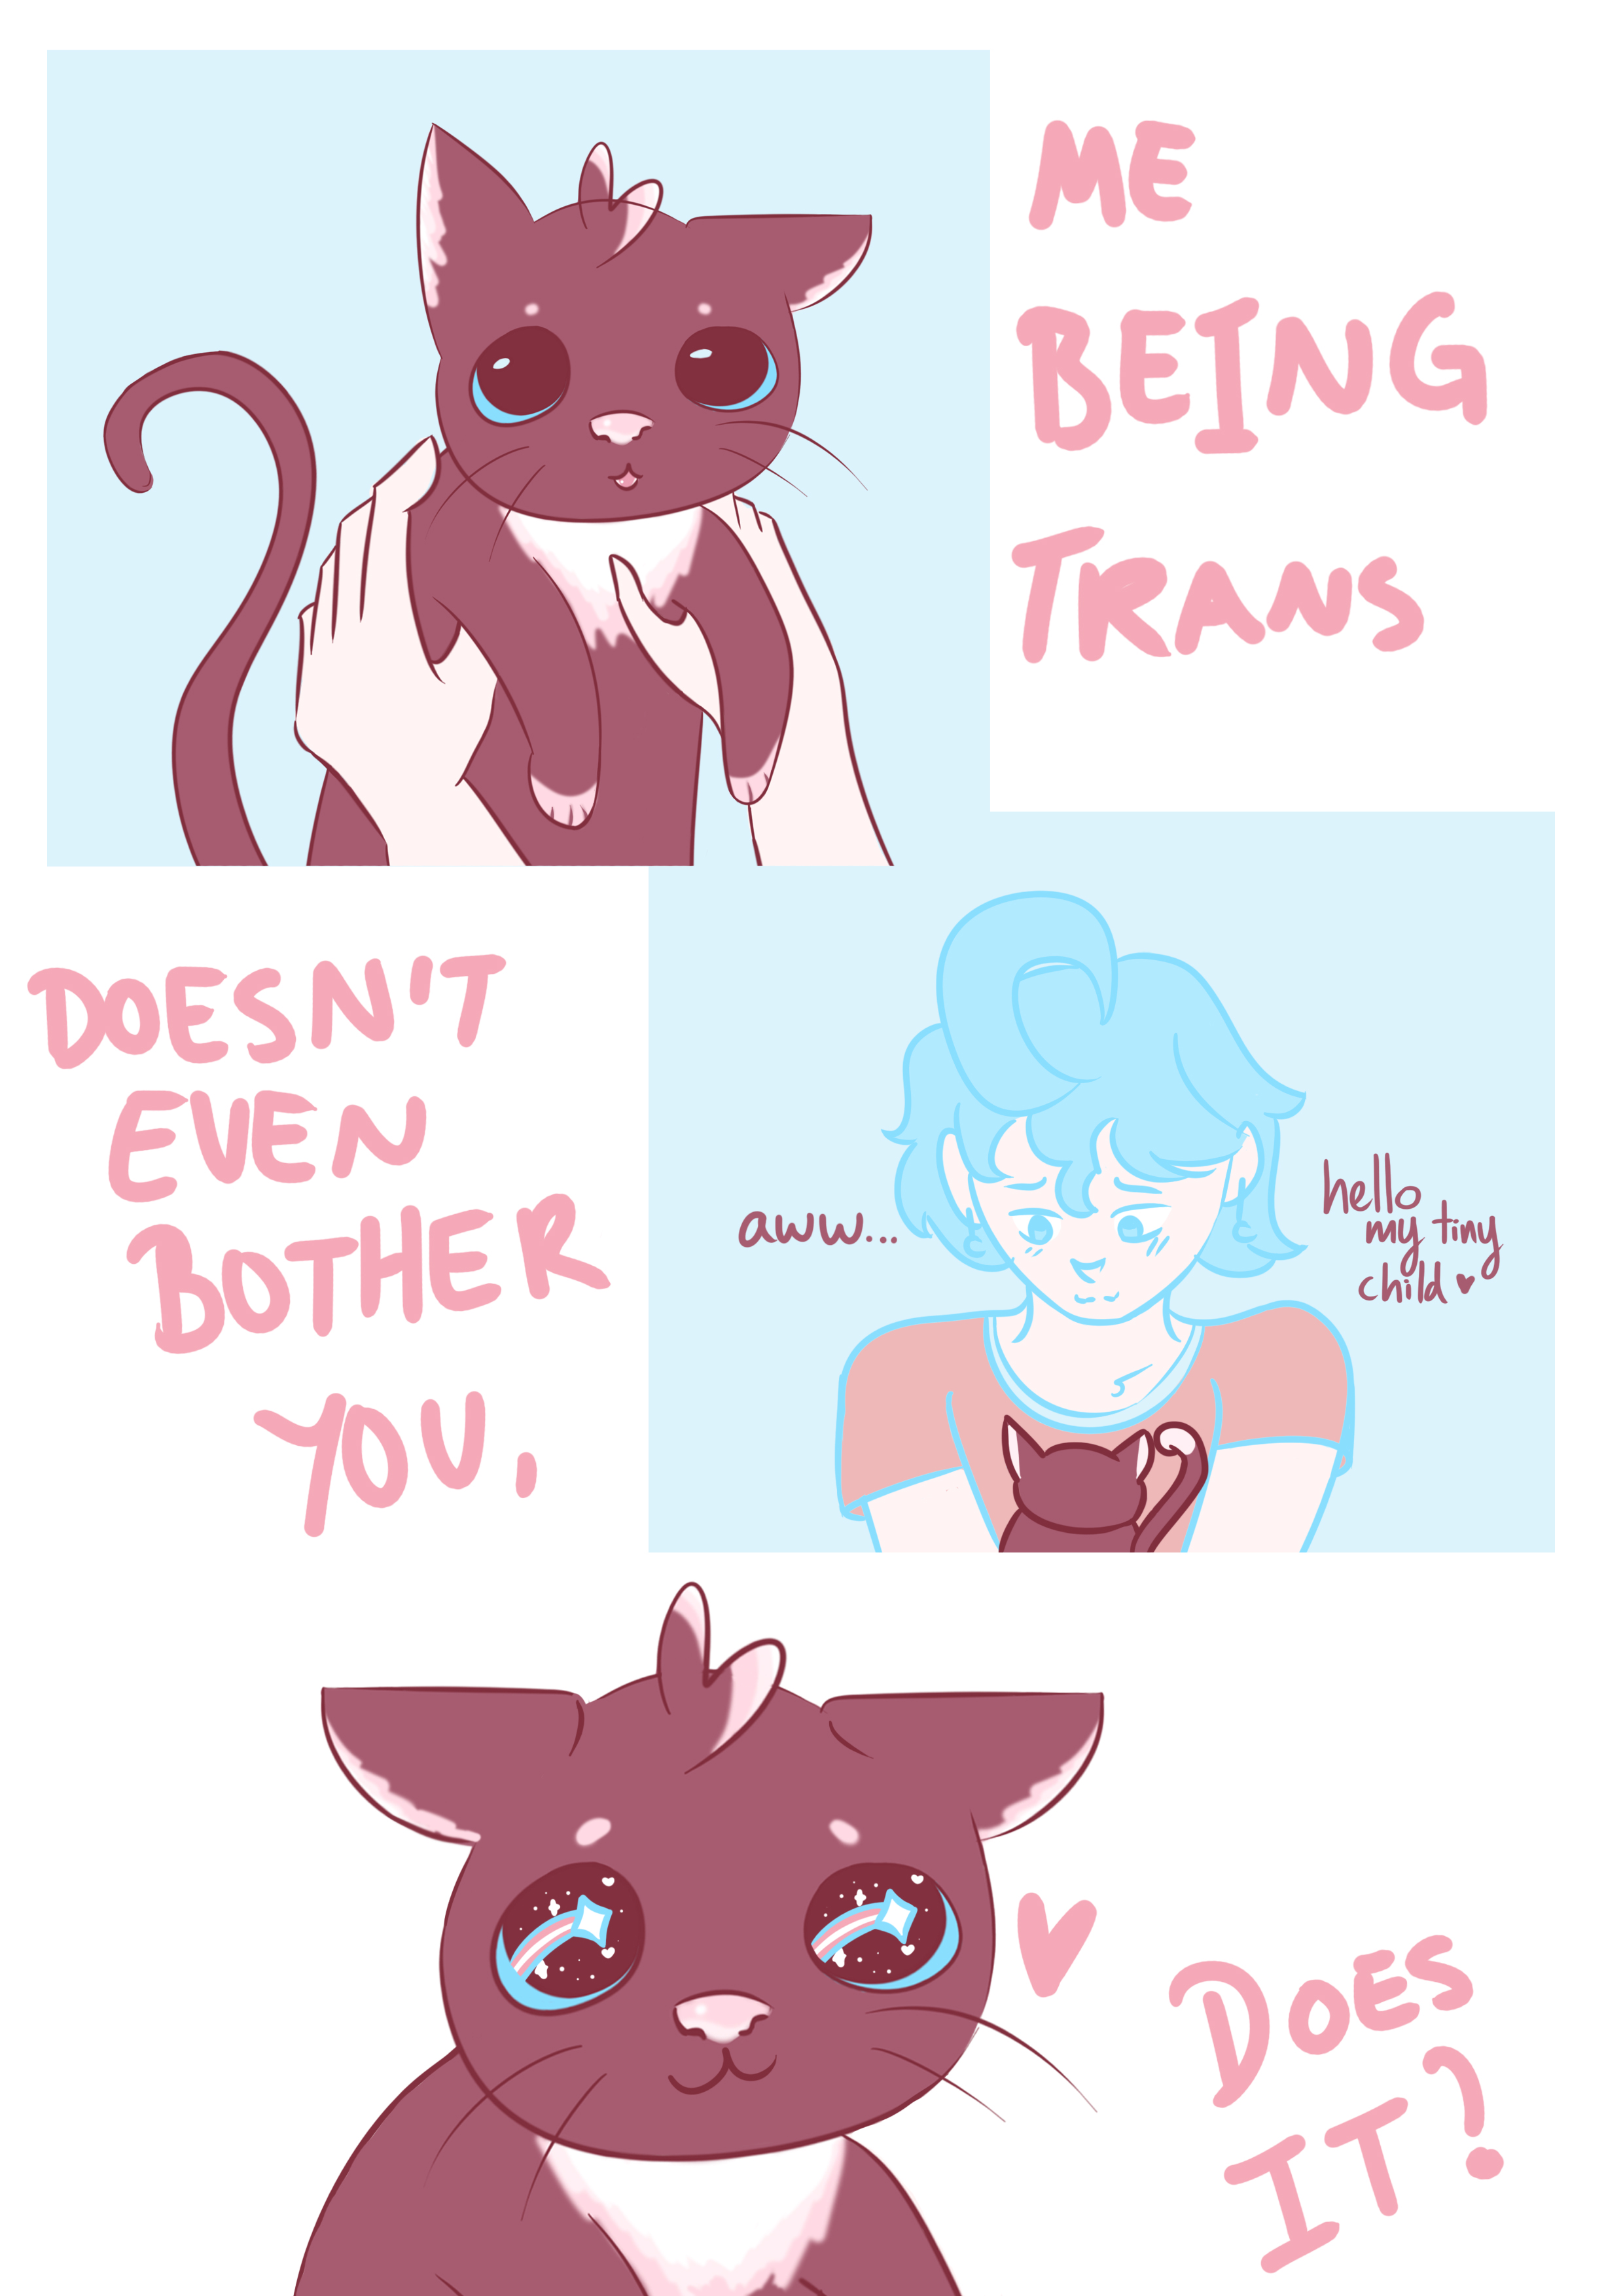 ME
BEING
TRANS
DOESN'T
EVEN
BOTHER
YOU,
aww...
hello
my tiny
child ♥
DOES
IT?